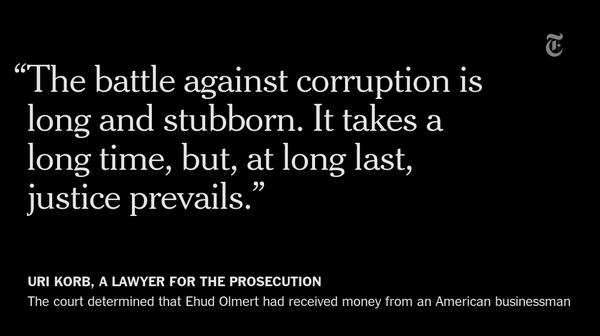 “The battle against corruption is
long and stubborn. It takes a
long time, but, at long last,
justice prevails.”
URI KORB, A LAWYER FOR THE PROSECUTION
The court determined that Ehud Olmert had received money from an American businessman